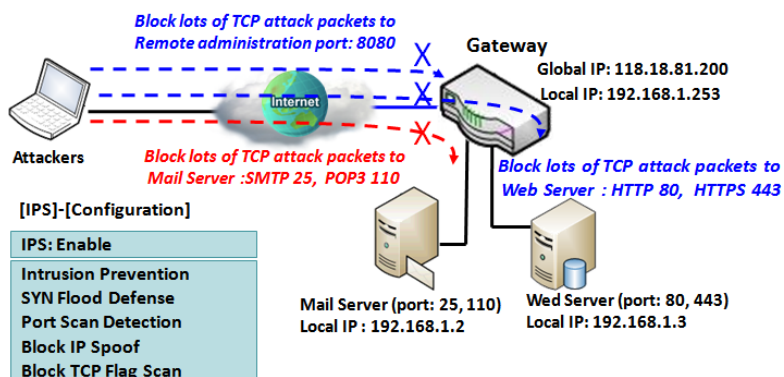 Block lots of TCP attack packets to
Remote administration port: 8080
Gateway
Global IP: 118.18.81.200
Local IP: 192.168.1.253
Internet
Attackers
Block lots of TCP attack packets to
Mail Server :SMTP 25, POP3 110
Block lots of TCP attack packets to
Web Server : HTTP 80, HTTPS 443
[IPS]-[Configuration]
IPS: Enable
Intrusion Prevention
SYN Flood Defense
Port Scan Detection
Block IP Spoof
Block TCP Flag Scan
Mail Server (port: 25, 110)
Local IP : 192.168.1.2
Wed Server (port: 80, 443)
Local IP: 192.168.1.3